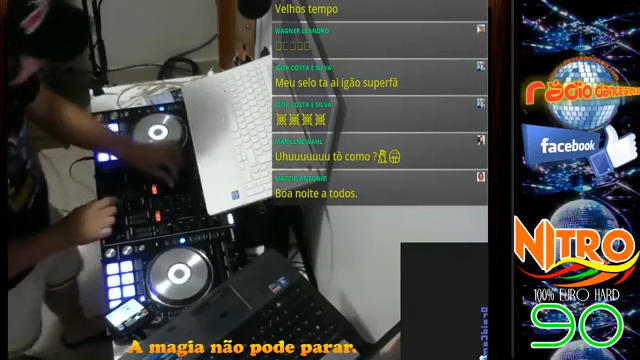 Velhos tempo
WAGNER LEANDRO
IGOR COSTA E SILVA
Meu selo ta ai igão superfã
IGOR COSTA E SILVA
MARILENE WAHL
Uhuuuuuuu tô como ?
MARCIO ANTONIO
Boa noite a todos.
A magia não pode parar.
rádio
facebook
NITRO
100% EURO HARD
90